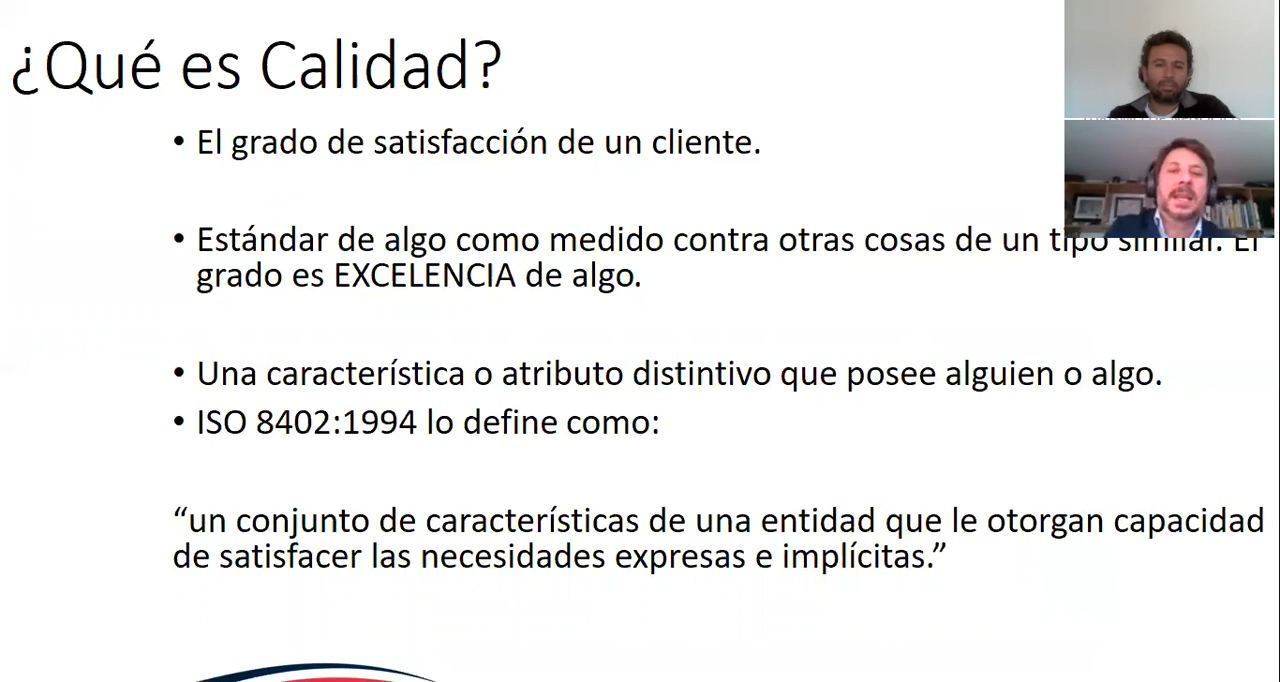 ¿Qué es Calidad?
• El grado de satisfacción de un cliente.
• Estándar de algo como medido contra otras cosas de un tipo similar. El
grado es EXCELENCIA de algo.
• Una característica o atributo distintivo que posee alguien o algo.
• ISO 8402:1994 lo define como:
“un conjunto de características de una entidad que le otorgan capacidad
de satisfacer las necesidades expresas e implícitas.”